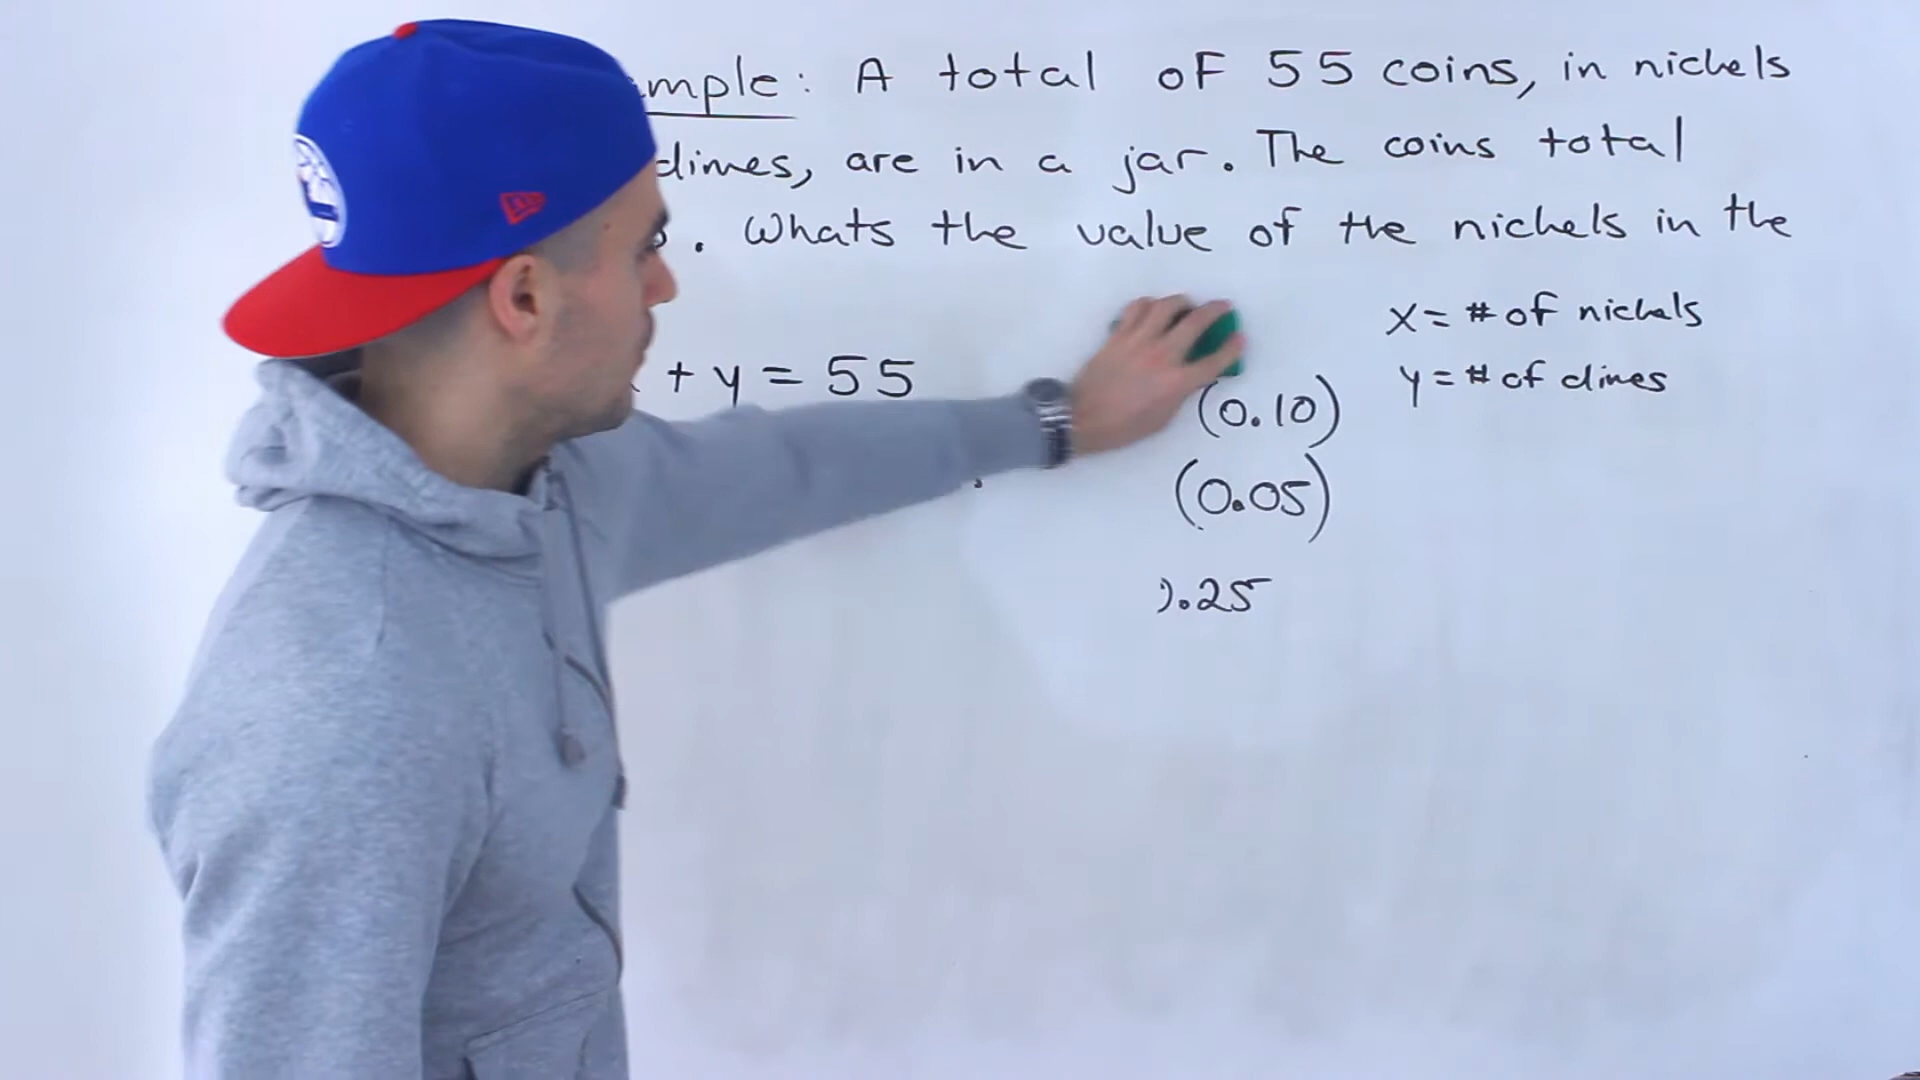 mple: A total of 55 coins, in nickels
dimes, are in a jar. The coins total
. Whats the value of the nickels in the
x = # of nickels
+ y = 55
y = # of dimes
(0.10)
(0.05)
.25